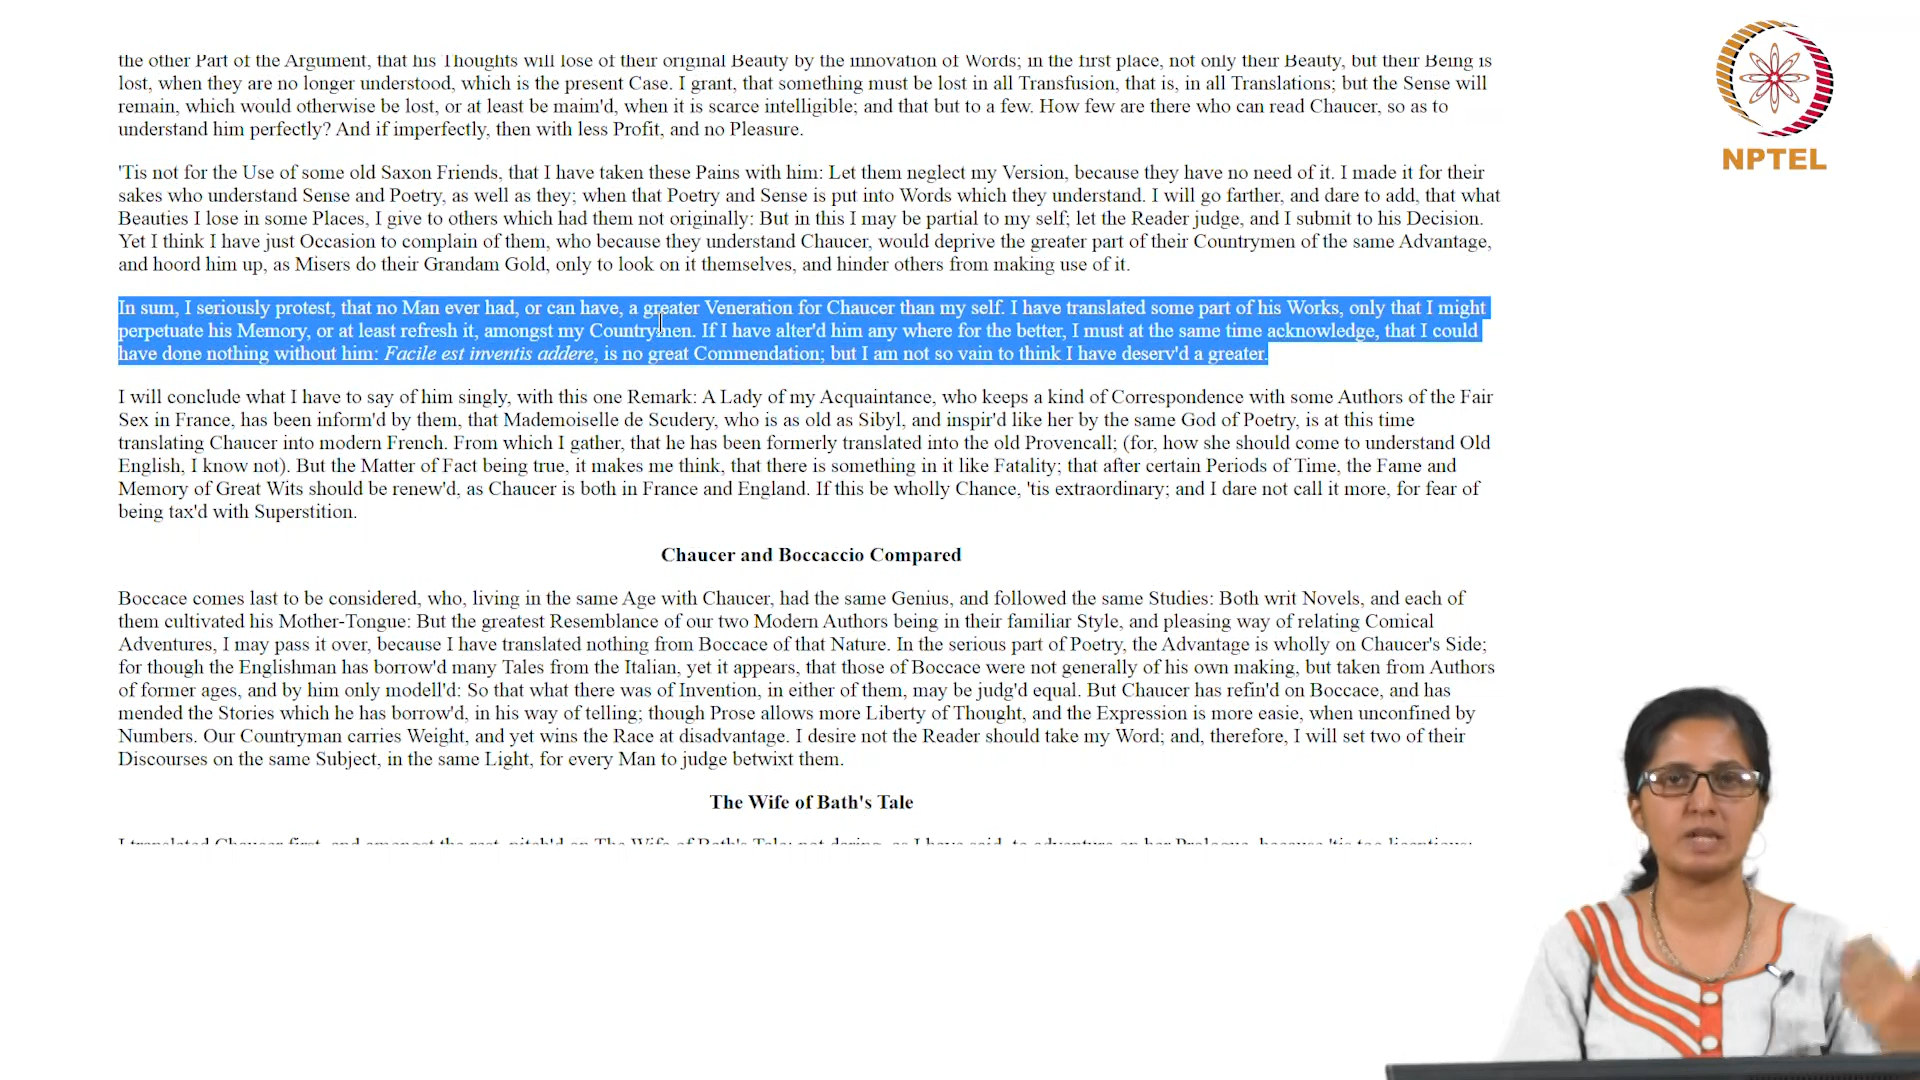 the other Part of the Argument, that his Thoughts will lose of their original Beauty by the innovation of Words; in the first place, not only their Beauty, but their Being is
lost, when they are no longer understood, which is the present Case. I grant, that something must be lost in all Transfusion, that is, in all Translations; but the Sense will
remain, which would otherwise be lost, or at least be maim'd, when it is scarce intelligible; and that but to a few. How few are there who can read Chaucer, so as to
understand him perfectly? And if imperfectly, then with less Profit, and no Pleasure.
'Tis not for the Use of some old Saxon Friends, that I have taken these Pains with him: Let them neglect my Version, because they have no need of it. I made it for their
sakes who understand Sense and Poetry, as well as they; when that Poetry and Sense is put into Words which they understand. I will go farther, and dare to add, that what
Beauties I lose in some Places, I give to others which had them not originally: But in this I may be partial to my self; let the Reader judge, and I submit to his Decision.
Yet I think I have just Occasion to complain of them, who because they understand Chaucer, would deprive the greater part of their Countrymen of the same Advantage,
and hoord him up, as Misers do their Grandam Gold, only to look on it themselves, and hinder others from making use of it.
In sum, I seriously protest, that no Man ever had, or can have, a greater Veneration for Chaucer than my self. I have translated some part of his Works, only that I might
perpetuate his Memory, or at least refresh it, amongst my Countrymen. If I have alter'd him any where for the better, I must at the same time acknowledge, that I could
have done nothing without him: Facile est inventis addere, is no great Commendation; but I am not so vain to think I have deserv'd a greater.
I will conclude what I have to say of him singly, with this one Remark: A Lady of my Acquaintance, who keeps a kind of Correspondence with some Authors of the Fair
Sex in France, has been inform'd by them, that Mademoiselle de Scudery, who is as old as Sibyl, and inspir'd like her by the same God of Poetry, is at this time
translating Chaucer into modern French. From which I gather, that he has been formerly translated into the old Provencall; (for, how she should come to understand Old
English, I know not). But the Matter of Fact being true, it makes me think, that there is something in it like Fatality; that after certain Periods of Time, the Fame and
Memory of Great Wits should be renew'd, as Chaucer is both in France and England. If this be wholly Chance, 'tis extraordinary; and I dare not call it more, for fear of
being tax'd with Superstition.
Chaucer and Boccaccio Compared
Boccace comes last to be considered, who, living in the same Age with Chaucer, had the same Genius, and followed the same Studies: Both writ Novels, and each of
them cultivated his Mother-Tongue: But the greatest Resemblance of our two Modern Authors being in their familiar Style, and pleasing way of relating Comical
Adventures, I may pass it over, because I have translated nothing from Boccace of that Nature. In the serious part of Poetry, the Advantage is wholly on Chaucer's Side;
for though the Englishman has borrow'd many Tales from the Italian, yet it appears, that those of Boccace were not generally of his own making, but taken from Authors
of former ages, and by him only modell'd: So that what there was of Invention, in either of them, may be judg'd equal. But Chaucer has refin'd on Boccace, and has
mended the Stories which he has borrow'd, in his way of telling; though Prose allows more Liberty of Thought, and the Expression is more easie, when unconfined by
Numbers. Our Countryman carries Weight, and yet wins the Race at disadvantage. I desire not the Reader should take my Word; and, therefore, I will set two of their
Discourses on the same Subject, in the same Light, for every Man to judge betwixt them.
The Wife of Bath's Tale
I translated Chaucer first, and amongst the rest, pitch'd on The Wife of Bath's Tale; not daring, as I have said, to adventure on her Prologue, because 'tis too licentious:
NPTEL